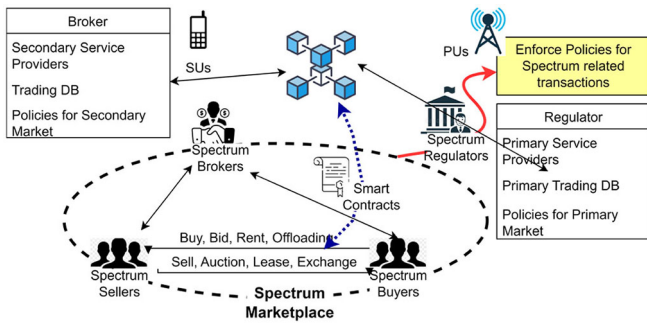 Broker
Secondary Service
Providers
Trading DB
Policies for Secondary
Market
SUs
PUs
Enforce Policies for
Spectrum related
transactions
Regulator
Primary Service
Providers
Primary Trading DB
Policies for Primary
Market
Spectrum
Brokers
Spectrum
Regulators
Smart
Contracts
Buy, Bid, Rent, Offloading
Sell, Auction, Lease, Exchange
Spectrum
Sellers
Spectrum
Buyers
Spectrum
Marketplace